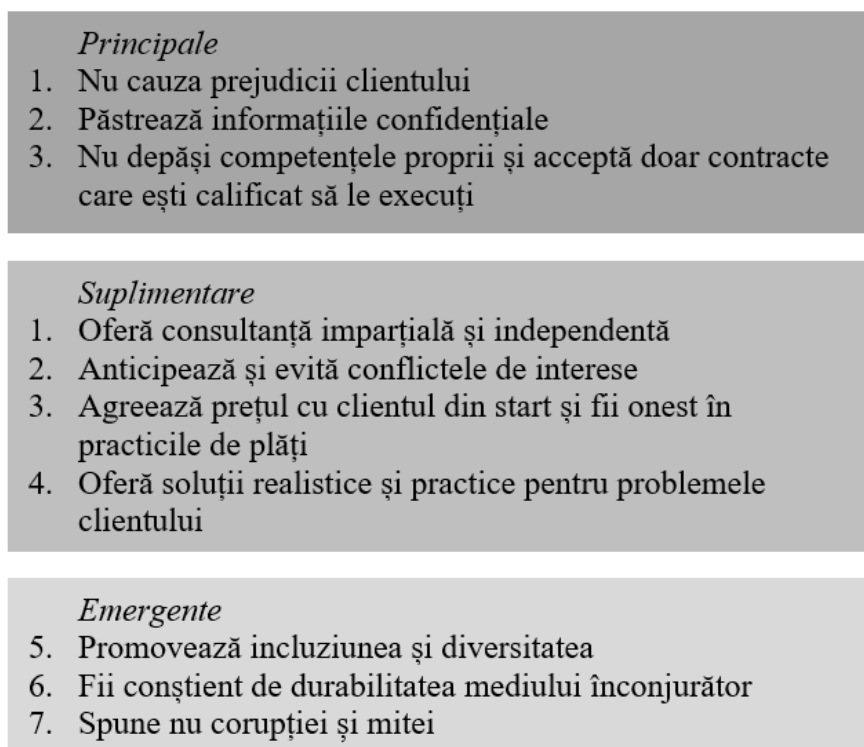 Principale
1. Nu cauza prejudicii clientului
2. Păstrează informațiile confidențiale
3. Nu depăși competențele proprii și acceptă doar contracte
care ești calificat să le execuți
Suplimentare
1. Oferă consultanță imparțială și independentă
2. Anticipează și evită conflictele de interese
3. Agreează prețul cu clientul din start și fii onest în
practicile de plăți
4. Oferă soluții realistice și practice pentru problemele
clientului
Emergente
5. Promovează incluziunea și diversitatea
6. Fii conștient de durabilitatea mediului înconjurător
7. Spune nu corupției și mitei